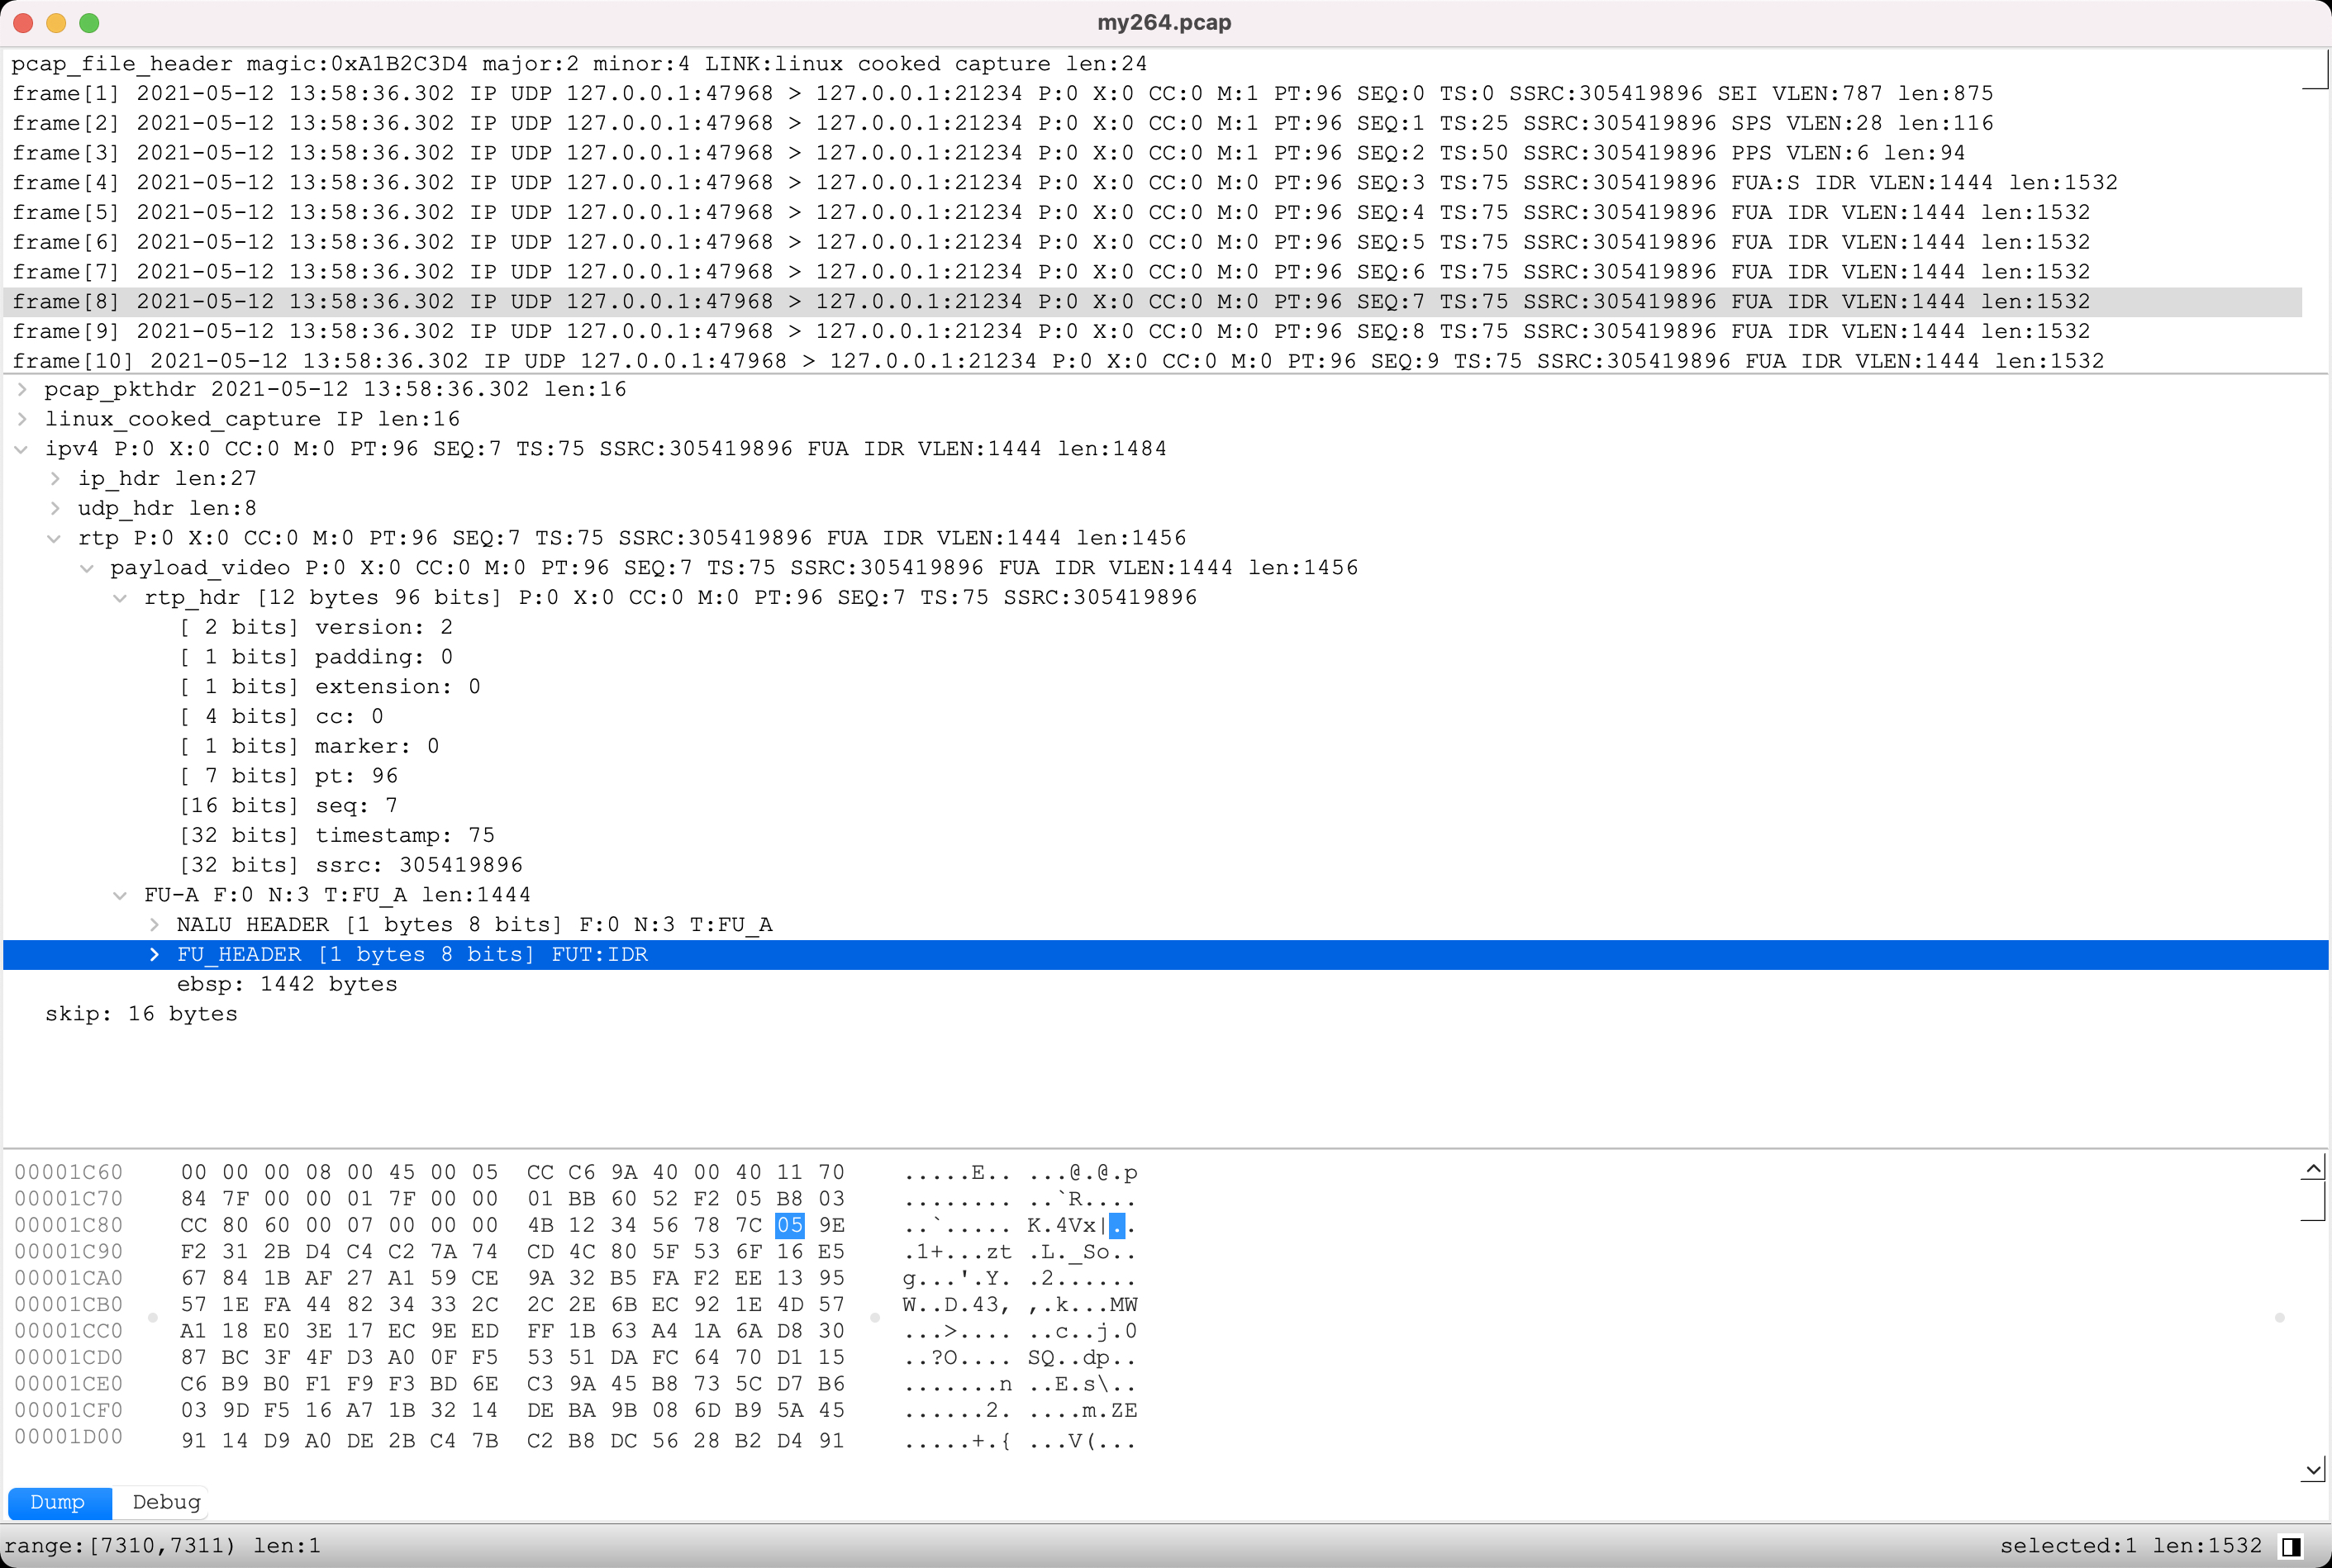 my264.pcap
pcap_file_header magic:0xA1B2C3D4 major:2 minor:4 LINK:linux cooked capture len:24
frame[1] 2021-05-12 13:58:36.302 IP UDP 127.0.0.1:47968 > 127.0.0.1:21234 P:0 X:0 CC:0 M:1 PT:96 SEQ:0 TS:0 SSRC:305419896 SEI VLEN:787 len:875
frame[2] 2021-05-12 13:58:36.302 IP UDP 127.0.0.1:47968 > 127.0.0.1:21234 P:0 X:0 CC:0 M:1 PT:96 SEQ:1 TS:25 SSRC:305419896 SPS VLEN:28 len:116
frame[3] 2021-05-12 13:58:36.302 IP UDP 127.0.0.1:47968 > 127.0.0.1:21234 P:0 X:0 CC:0 M:1 PT:96 SEQ:2 TS:50 SSRC:305419896 PPS VLEN:6 len:94
frame[4] 2021-05-12 13:58:36.302 IP UDP 127.0.0.1:47968 > 127.0.0.1:21234 P:0 X:0 CC:0 M:0 PT:96 SEQ:3 TS:75 SSRC:305419896 FUA:S IDR VLEN:1444 len:1532
frame[5] 2021-05-12 13:58:36.302 IP UDP 127.0.0.1:47968 > 127.0.0.1:21234 P:0 X:0 CC:0 M:0 PT:96 SEQ:4 TS:75 SSRC:305419896 FUA IDR VLEN:1444 len:1532
frame[6] 2021-05-12 13:58:36.302 IP UDP 127.0.0.1:47968 > 127.0.0.1:21234 P:0 X:0 CC:0 M:0 PT:96 SEQ:5 TS:75 SSRC:305419896 FUA IDR VLEN:1444 len:1532
frame[7] 2021-05-12 13:58:36.302 IP UDP 127.0.0.1:47968 > 127.0.0.1:21234 P:0 X:0 CC:0 M:0 PT:96 SEQ:6 TS:75 SSRC:305419896 FUA IDR VLEN:1444 len:1532
frame[8] 2021-05-12 13:58:36.302 IP UDP 127.0.0.1:47968 > 127.0.0.1:21234 P:0 X:0 CC:0 M:0 PT:96 SEQ:7 TS:75 SSRC:305419896 FUA IDR VLEN:1444 len:1532
frame[9] 2021-05-12 13:58:36.302 IP UDP 127.0.0.1:47968 > 127.0.0.1:21234 P:0 X:0 CC:0 M:0 PT:96 SEQ:8 TS:75 SSRC:305419896 FUA IDR VLEN:1444 len:1532
frame[10] 2021-05-12 13:58:36.302 IP UDP 127.0.0.1:47968 > 127.0.0.1:21234 P:0 X:0 CC:0 M:0 PT:96 SEQ:9 TS:75 SSRC:305419896 FUA IDR VLEN:1444 len:1532
pcap_pkthdr 2021-05-12 13:58:36.302 len:16
linux_cooked_capture IP len:16
ipv4 P:0 X:0 CC:0 M:0 PT:96 SEQ:7 TS:75 SSRC:305419896 FUA IDR VLEN:1444 len:1484
ip_hdr len:27
udp_hdr len:8
rtp P:0 X:0 CC:0 M:0 PT:96 SEQ:7 TS:75 SSRC:305419896 FUA IDR VLEN:1444 len:1456
payload_video P:0 X:0 CC:0 M:0 PT:96 SEQ:7 TS:75 SSRC:305419896 FUA IDR VLEN:1444 len:1456
rtp_hdr [12 bytes 96 bits] P:0 X:0 CC:0 M:0 PT:96 SEQ:7 TS:75 SSRC:305419896
[ 2 bits] version: 2
[ 1 bits] padding: 0
[ 1 bits] extension: 0
[ 4 bits] cc: 0
[ 1 bits] marker: 0
[ 7 bits] pt: 96
[16 bits] seq: 7
[32 bits] timestamp: 75
[32 bits] ssrc: 305419896
FU-A F:0 N:3 T:FU_A len:1444
NALU HEADER [1 bytes 8 bits] F:0 N:3 T:FU_A
FU_HEADER [1 bytes 8 bits] FUT:IDR
ebsp: 1442 bytes
skip: 16 bytes
00001C60 00 00 00 08 00 45 00 05 CC C6 9A 40 00 40 11 70 .....E.. ...@.@.p
00001C70 84 7F 00 00 01 7F 00 00 01 BB 60 52 F2 05 B8 03 ........ ..`R....
00001C80 CC 80 60 00 07 00 00 00 4B 12 34 56 78 7C 05 9E ..`..... K.4Vx|..
00001C90 F2 31 2B D4 C4 C2 7A 74 CD 4C 80 5F 53 6F 16 E5 .1+...zt .L._So..
00001CA0 67 84 1B AF 27 A1 59 CE 9A 32 B5 FA F2 EE 13 95 g...'.Y. .2......
00001CB0 57 1E FA 44 82 34 33 2C 2C 2E 6B EC 92 1E 4D 57 W..D.43, ,.k...MW
00001CC0 A1 18 E0 3E 17 EC 9E ED FF 1B 63 A4 1A 6A D8 30 ...>.... ..c..j.0
00001CD0 87 BC 3F 4F D3 A0 0F F5 53 51 DA FC 64 70 D1 15 ..?O.... SQ..dp..
00001CE0 C6 B9 B0 F1 F9 F3 BD 6E C3 9A 45 B8 73 5C D7 B6 .......n ..E.s\..
00001CF0 03 9D F5 16 A7 1B 32 14 DE BA 9B 08 6D B9 5A 45 ......2. ....m.ZE
00001D00 91 14 D9 A0 DE 2B C4 7B C2 B8 DC 56 28 B2 D4 91 .....+.{ ...V(...
Dump Debug
range:[7310,7311) len:1 selected:1 len:1532